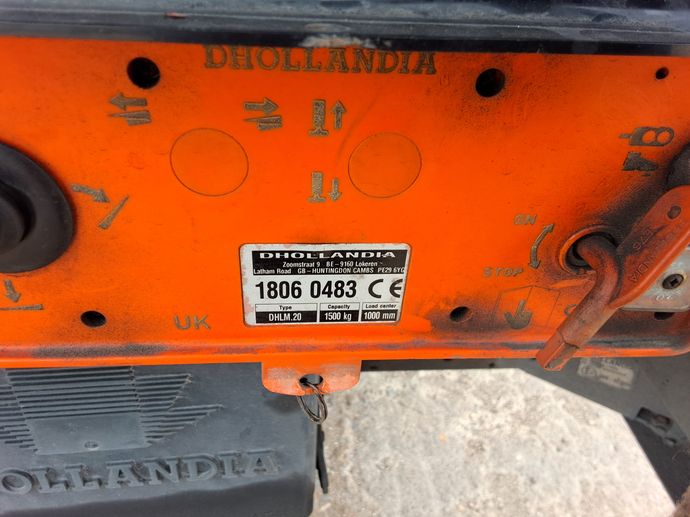 DHOLLANDIA
ON
STOP
DHOLLANDIA
Zoomstraat 9 BE - 9160 Lokeren
Latham Road GB - HUNTINGDON CAMBS PE29 6YG
1806 0483 CE
Type Capacity Load center
DHLM.20 1500 kg 1000 mm
UK
DHOLLANDIA